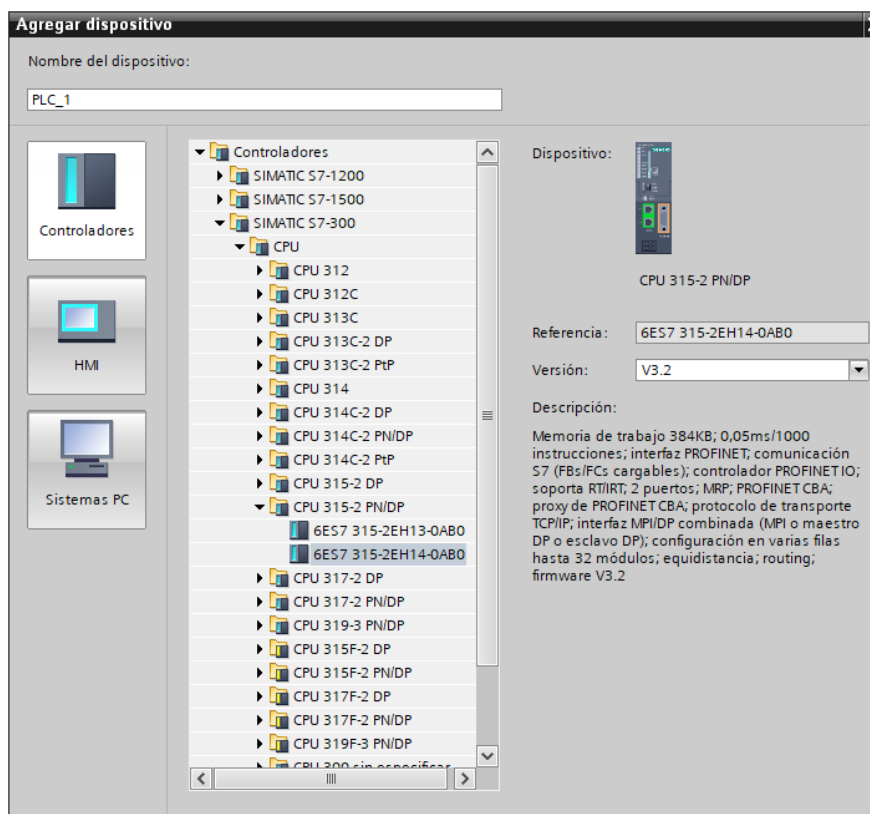 Agregar dispositivo
Nombre del dispositivo:
PLC_1
Controladores
HMI
Sistemas PC
Controladores
SIMATIC S7-1200
SIMATIC S7-1500
SIMATIC S7-300
CPU
CPU 312
CPU 312C
CPU 313C
CPU 313C-2 DP
CPU 313C-2 PtP
CPU 314
CPU 314C-2 DP
CPU 314C-2 PN/DP
CPU 314C-2 PtP
CPU 315-2 DP
CPU 315-2 PN/DP
6ES7 315-2EH13-0AB0
6ES7 315-2EH14-0AB0
CPU 317-2 DP
CPU 317-2 PN/DP
CPU 319-3 PN/DP
CPU 315F-2 DP
CPU 315F-2 PN/DP
CPU 317F-2 DP
CPU 317F-2 PN/DP
CPU 319F-3 PN/DP
CPU 300 sin especificar
Dispositivo:
CPU 315-2 PN/DP
Referencia:
6ES7 315-2EH14-0AB0
Versión:
V3.2
Descripción:
Memoria de trabajo 384KB; 0,05ms/1000
instrucciones; interfaz PROFINET; comunicación
S7 (FBs/FCs cargables); controlador PROFINET IO;
soporta RT/IRT; 2 puertos; MRP; PROFINET CBA;
proxy de PROFINET CBA; protocolo de transporte
TCP/IP; interfaz MPI/DP combinada (MPI o maestro
DP o esclavo DP); configuración en varias filas
hasta 32 módulos; equidistancia; routing;
firmware V3.2